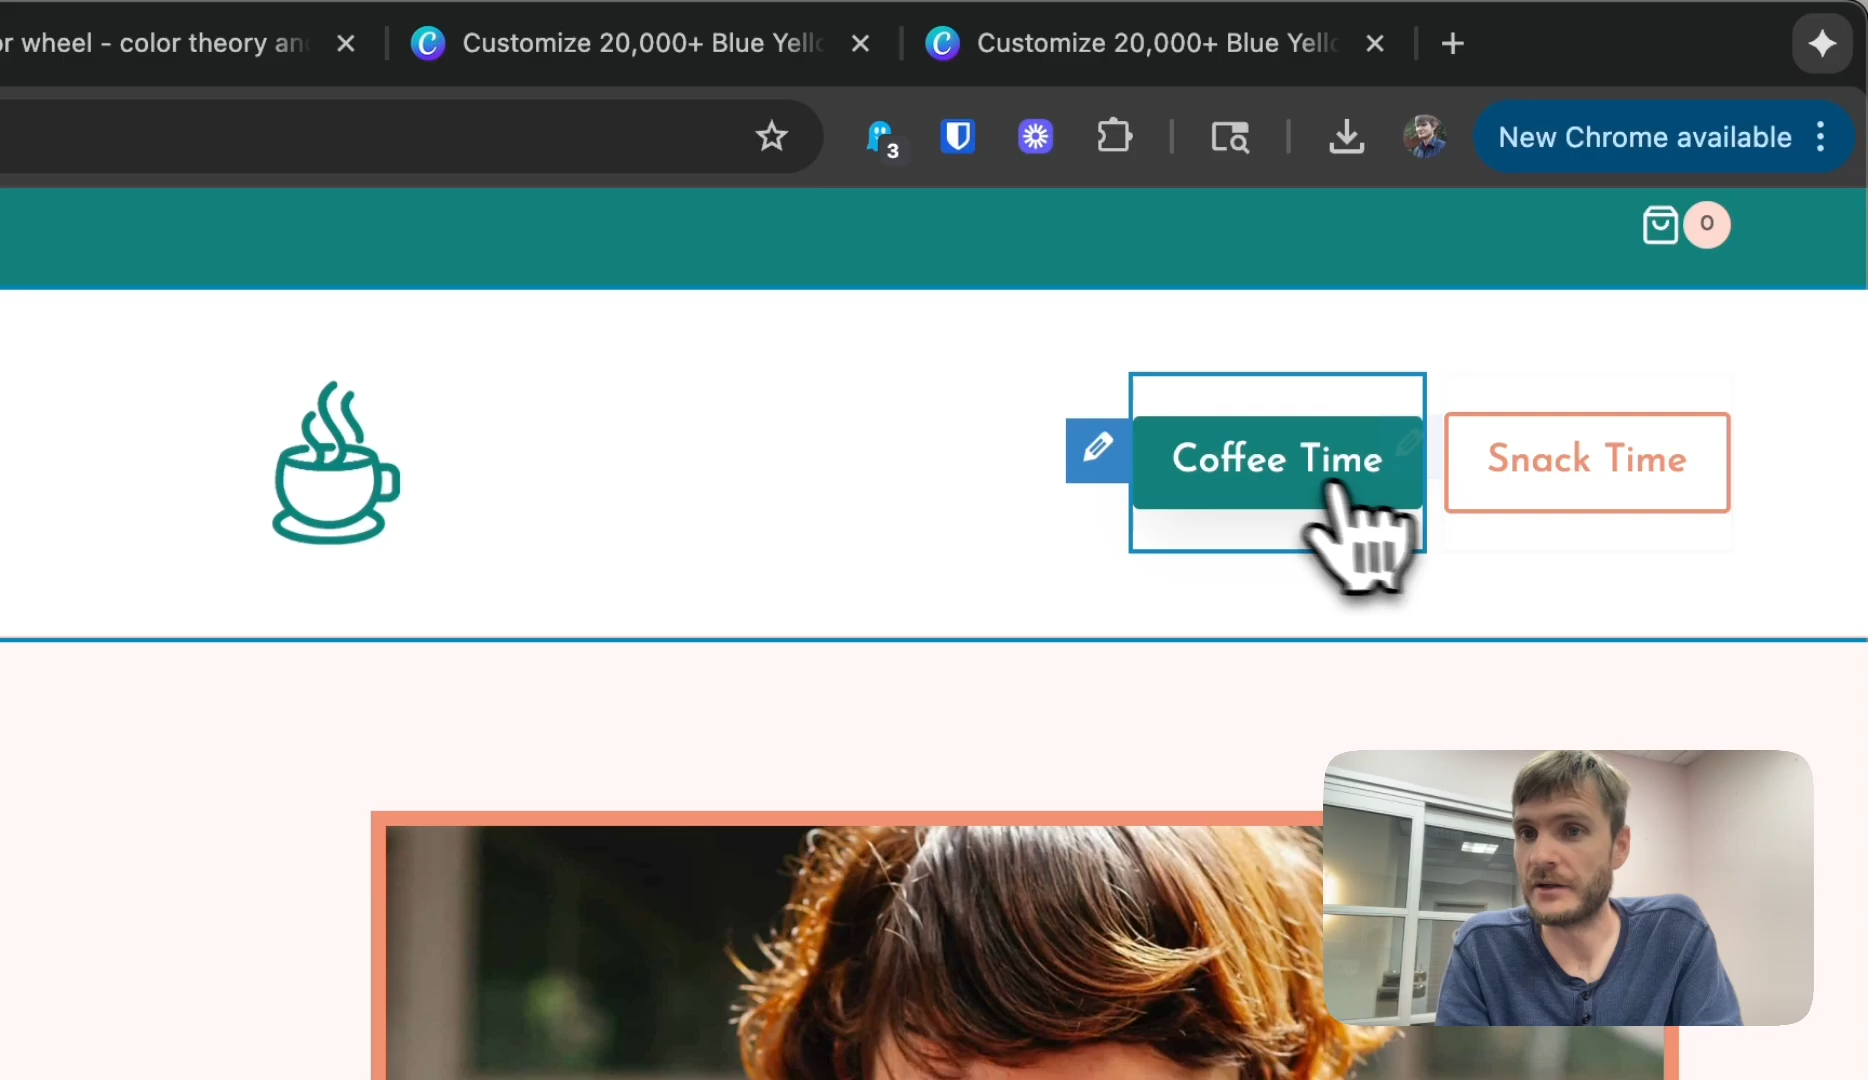 or wheel - color theory an
Customize 20,000+ Blue Yell
Customize 20,000+ Blue Yell
3
New Chrome available
0
Coffee Time
Snack Time